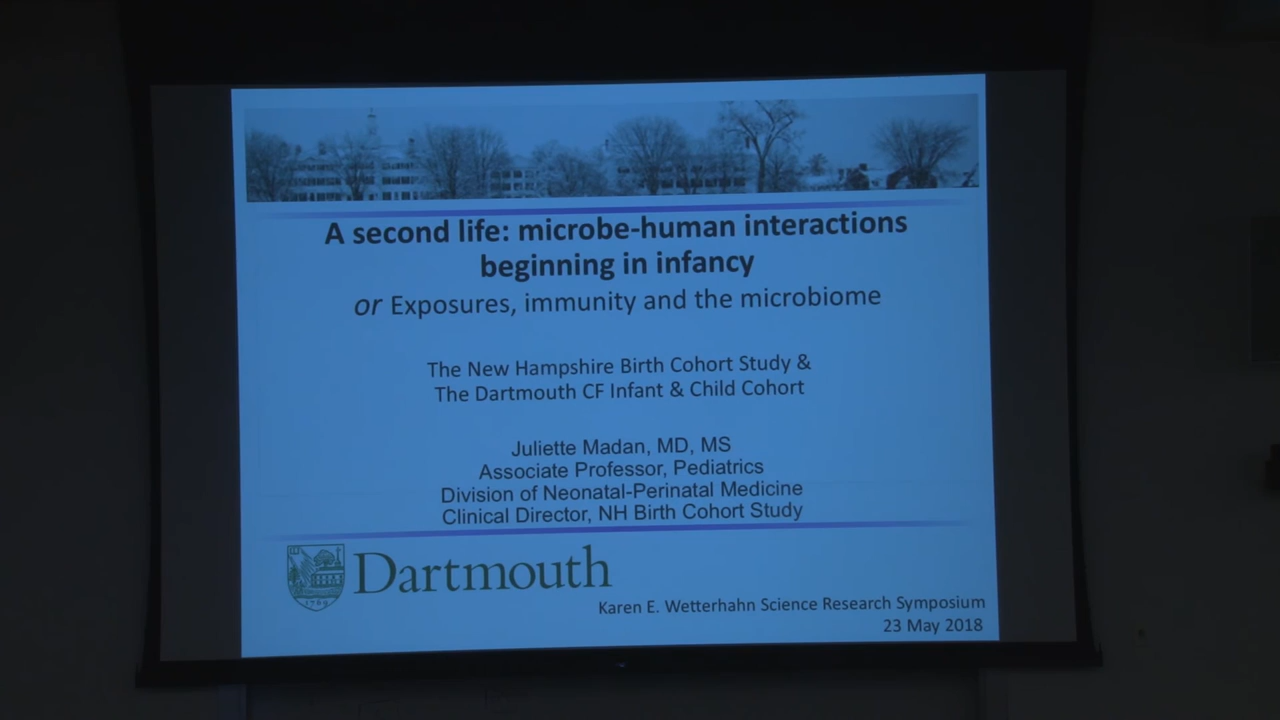 A second life: microbe-human interactions
beginning in infancy
or Exposures, immunity and the microbiome
The New Hampshire Birth Cohort Study &
The Dartmouth CF Infant & Child Cohort
Juliette Madan, MD, MS
Associate Professor, Pediatrics
Division of Neonatal-Perinatal Medicine
Clinical Director, NH Birth Cohort Study
1769
Dartmouth
Karen E. Wetterhahn Science Research Symposium
23 May 2018